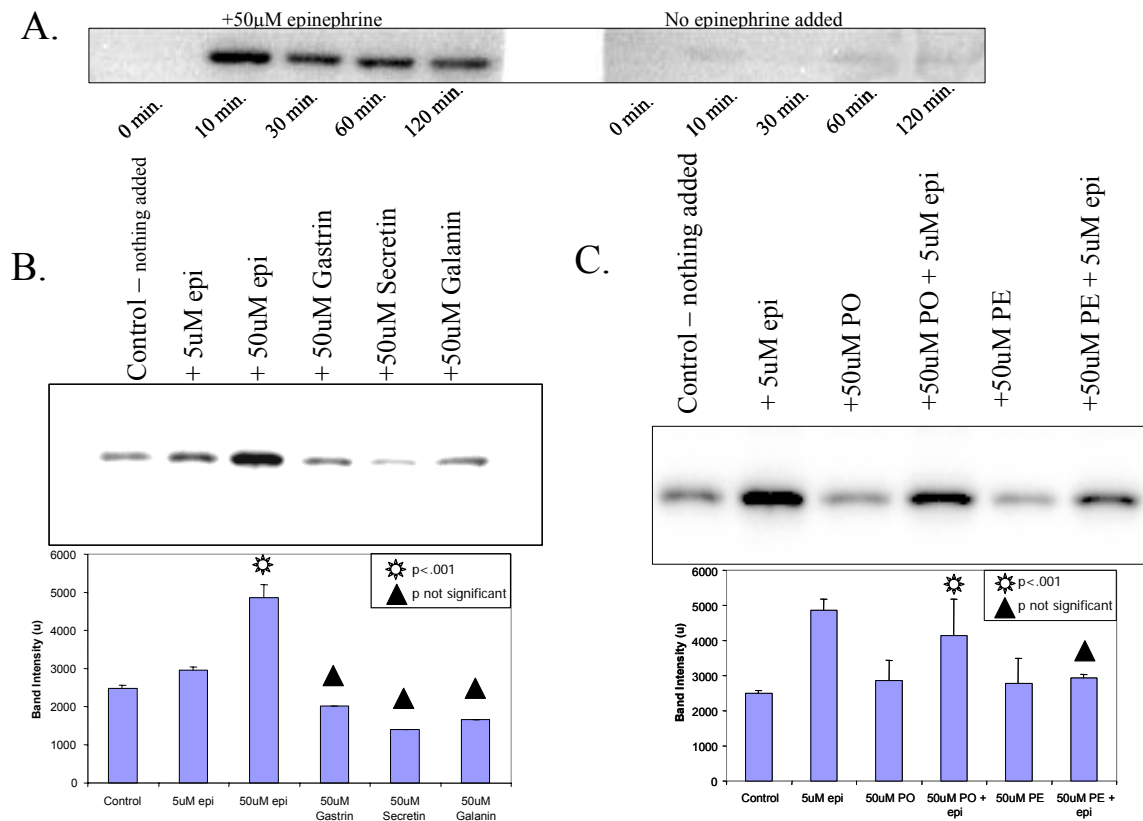 A.
+50µM epinephrine
No epinephrine added
0 min.
10 min.
30 min.
60 min.
120 min.
0 min.
10 min.
30 min.
60 min.
120 min.
B.
Control – nothing added
+ 5uM epi
+ 50uM epi
+ 50uM Gastrin
+50uM Secretin
+50uM Galanin
6000
5000
4000
3000
2000
1000
0
Band Intensity (u)
p<.001
p not significant
Control
5uM epi
50uM epi
50uM
Gastrin
50uM
Secretin
50uM
Galanin
C.
Control – nothing added
+ 5uM epi
+50uM PO
+50uM PO + 5uM epi
+50uM PE
+50uM PE + 5uM epi
6000
5000
4000
3000
2000
1000
0
Band Intensity (u)
p<.001
p not significant
Control
5uM epi
50uM PO
50uM PO +
epi
50uM PE
50uM PE +
epi